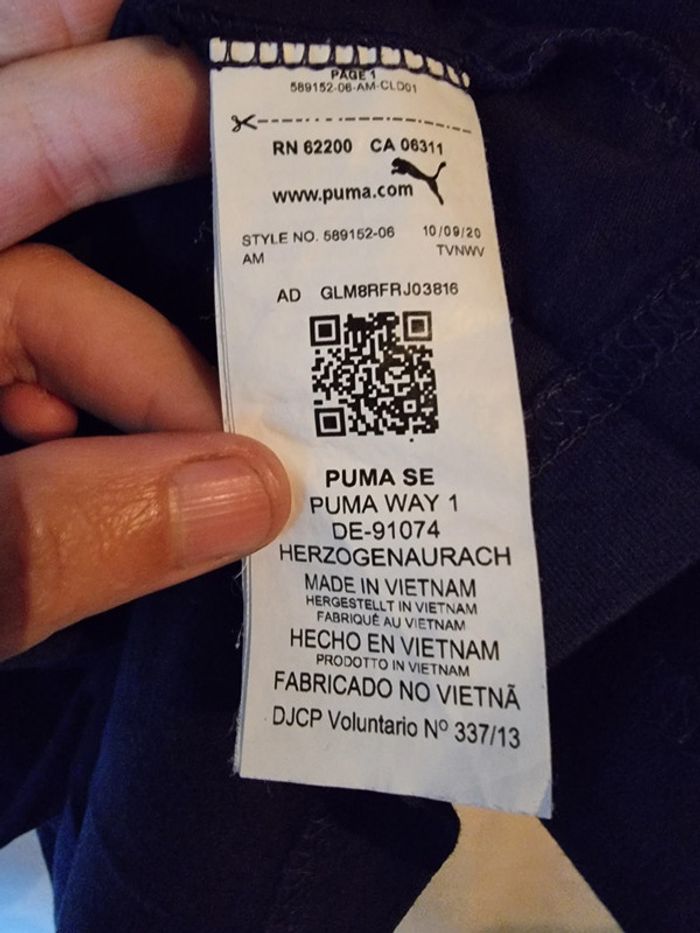 PAGE 1
589152-06-AM-CLD01
RN 62200 CA 06311
www.puma.com
STYLE NO. 589152-06 10/09/20
AM TVNWV
AD GLM8RFRJ03816
PUMA SE
PUMA WAY 1
DE-91074
HERZOGENAURACH
MADE IN VIETNAM
HERGESTELLT IN VIETNAM
FABRIQUÉ AU VIETNAM
HECHO EN VIETNAM
PRODOTTO IN VIETNAM
FABRICADO NO VIETNÃ
DJCP Voluntario Nº 337/13